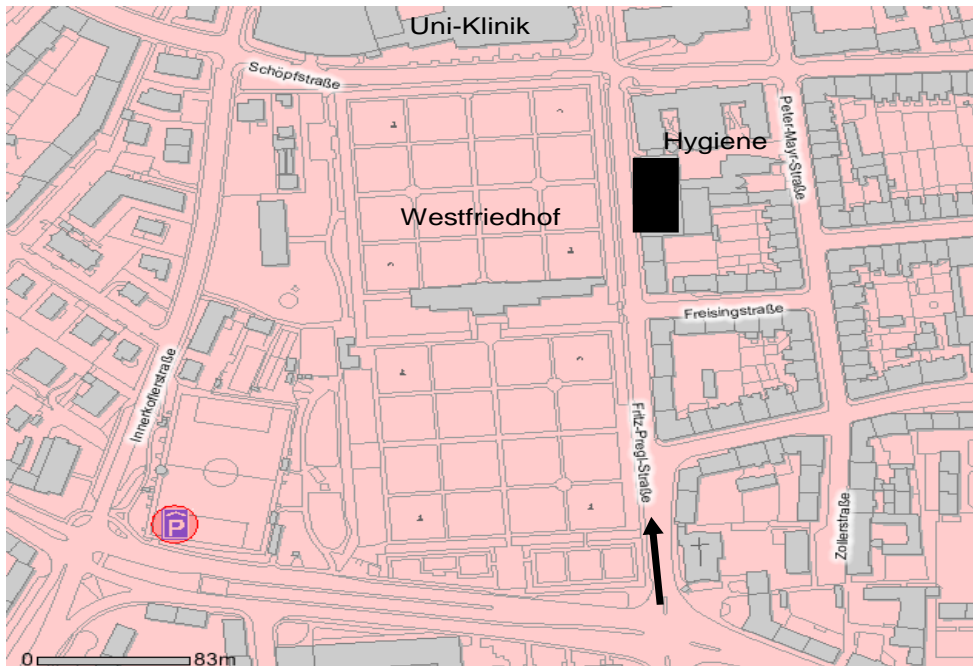 Uni-Klinik
Schöpfstraße
Peter-Mayr-Straße
Hygiene
Westfriedhof
Freisingstraße
Innerkoflerstraße
Fritz-Pregl-Straße
P
Zollerstraße
0 83m